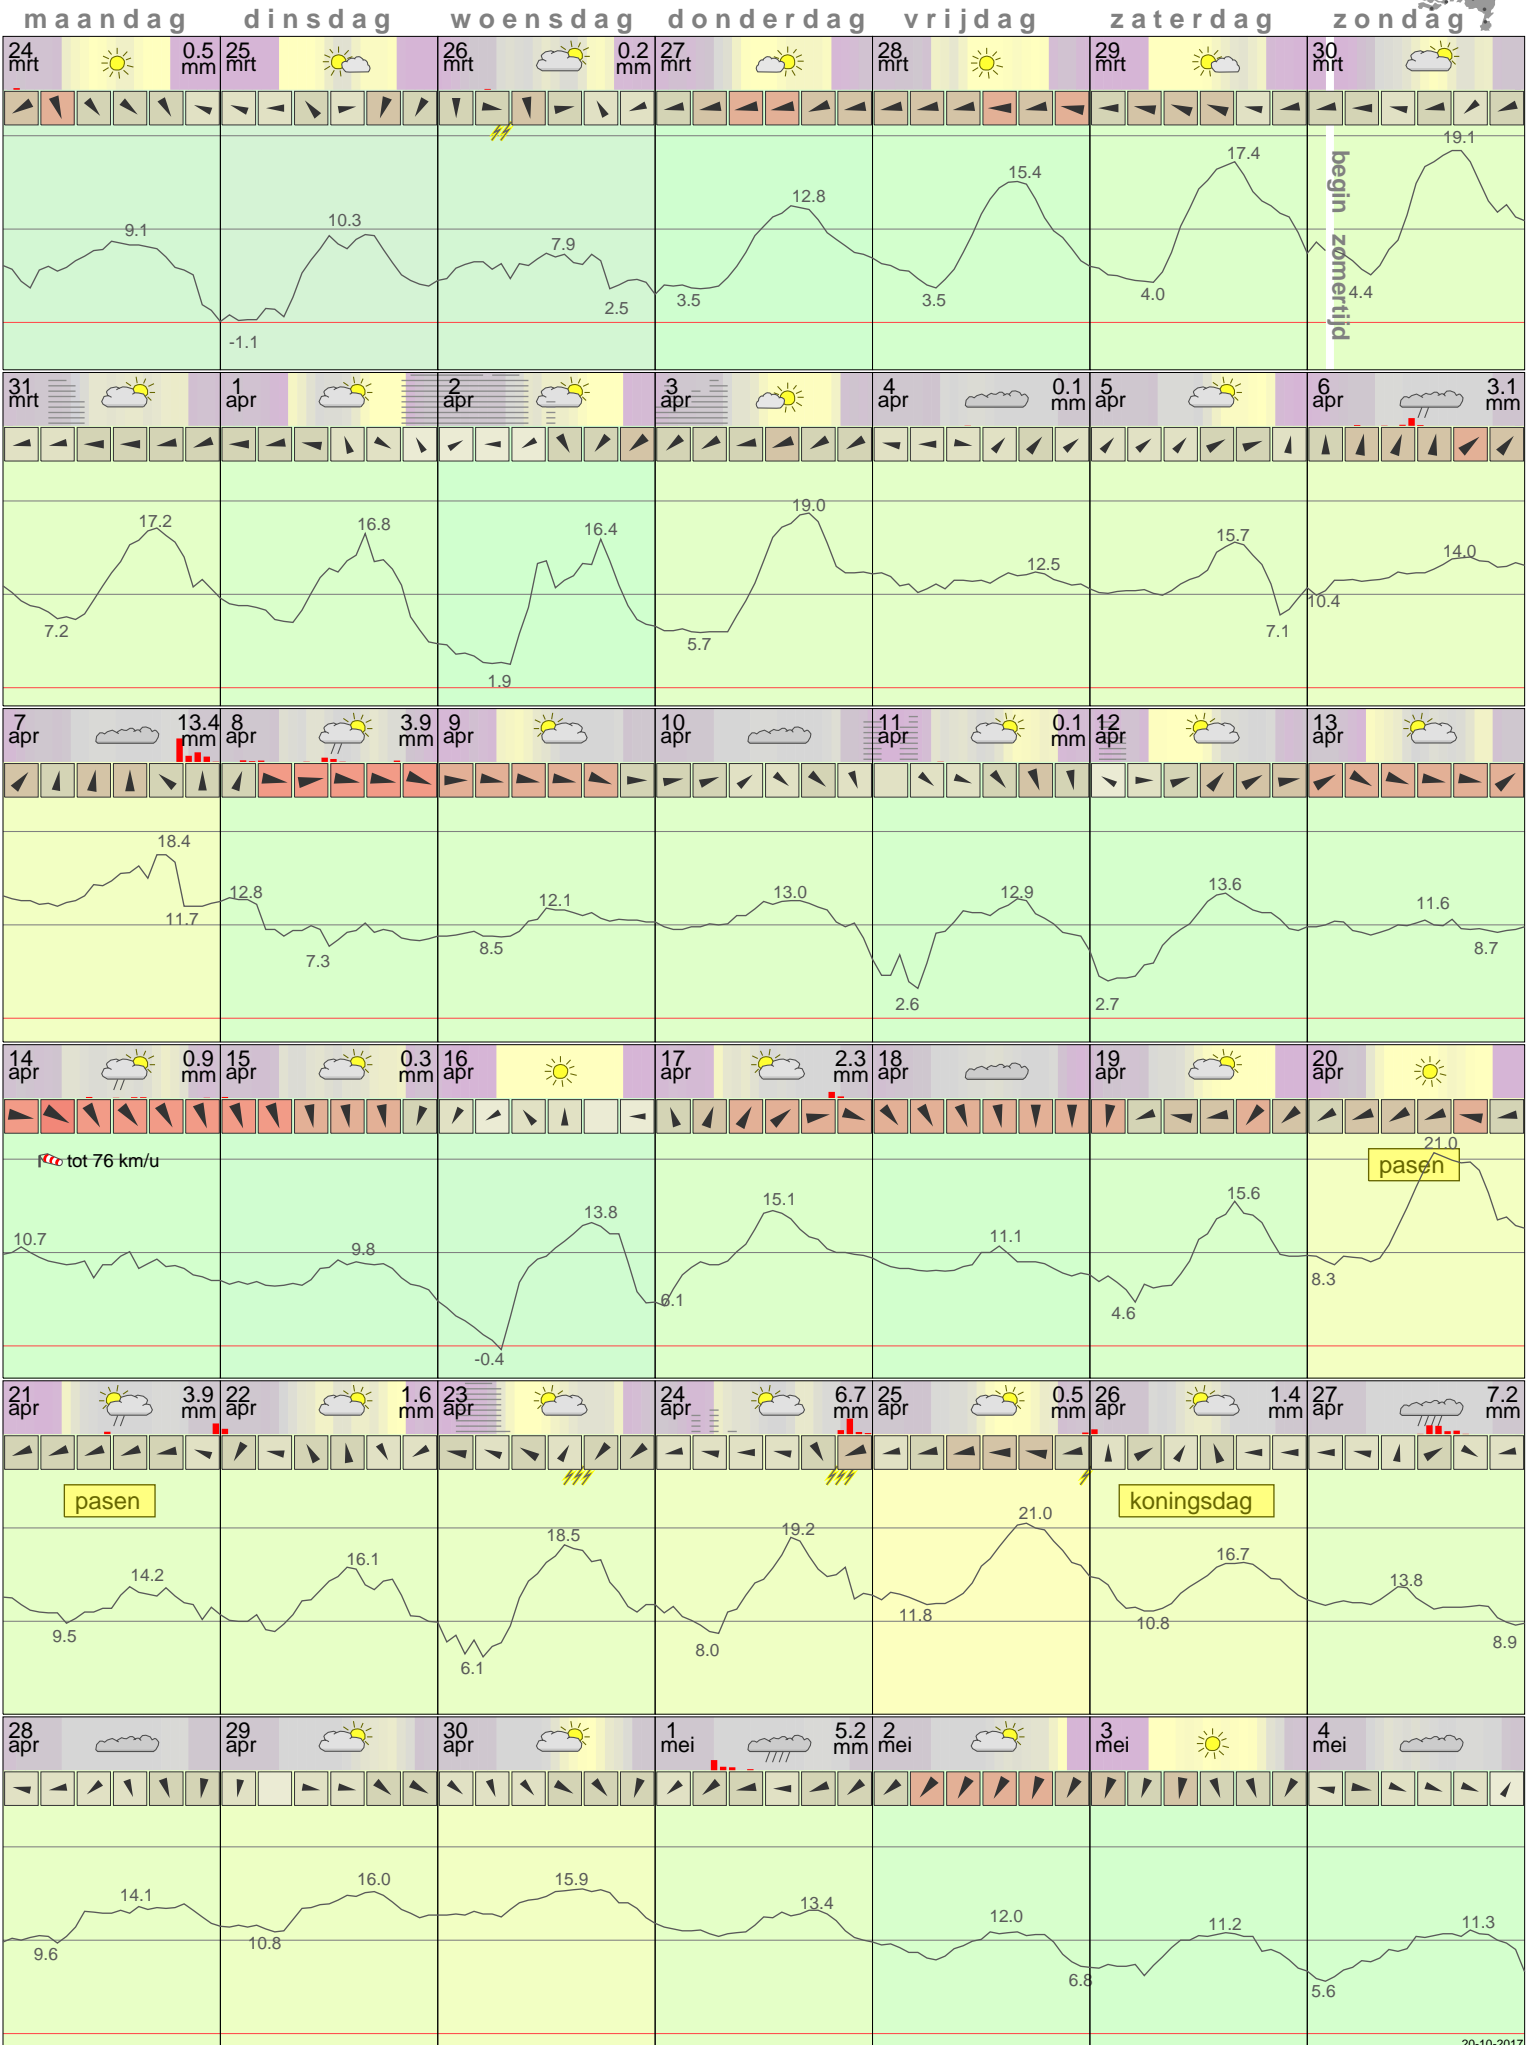 maandag dinsdag woensdag donderdag vrijdag zaterdag zondag
24 mrt 0.5 mm 25 mrt 26 mrt 0.2 mm 27 mrt 28 mrt 29 mrt 30 mrt
begin zomertijd
9.1 -1.1 10.3 7.9 2.5 3.5 12.8 3.5 15.4 4.0 17.4 4.4 19.1
31 mrt 1 apr 2 apr 3 apr 4 apr 0.1 mm 5 apr 6 apr 3.1 mm
7.2 17.2 16.8 1.9 16.4 5.7 19.0 12.5 15.7 7.1 10.4 14.0
7 apr 13.4 mm 8 apr 3.9 mm 9 apr 10 apr 11 apr 0.1 mm 12 apr 13 apr
18.4 11.7 12.8 7.3 8.5 12.1 13.0 2.6 12.9 2.7 13.6 11.6 8.7
14 apr 0.9 mm 15 apr 0.3 mm 16 apr 17 apr 2.3 mm 18 apr 19 apr 20 apr
tot 76 km/u
pasen
10.7 9.8 -0.4 13.8 6.1 15.1 11.1 4.6 15.6 8.3 21.0
21 apr 3.9 mm 22 apr 1.6 mm 23 apr 24 apr 6.7 mm 25 apr 0.5 mm 26 apr 1.4 mm 27 apr 7.2 mm
pasen koningsdag
9.5 14.2 16.1 6.1 18.5 8.0 19.2 11.8 21.0 10.8 16.7 13.8 8.9
28 apr 29 apr 30 apr 1 mei 5.2 mm 2 mei 3 mei 4 mei
9.6 14.1 10.8 16.0 15.9 13.4 12.0 6.8 11.2 5.6 11.3
20-10-2017